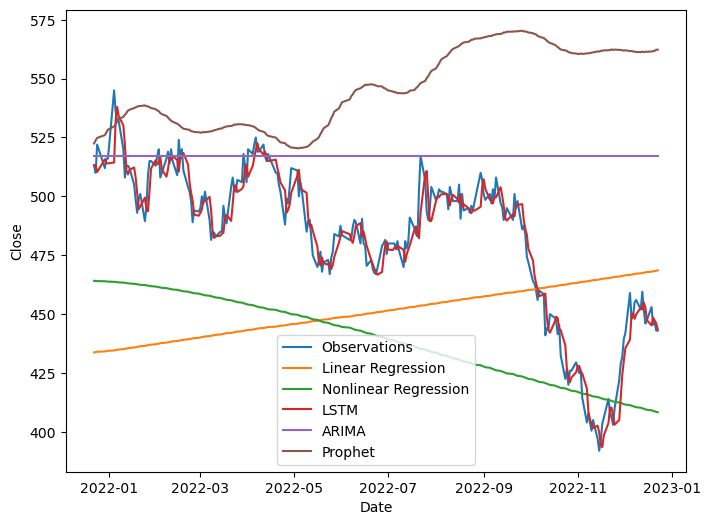 575
550
525
500
475
450
425
400
Close
Observations
Linear Regression
Nonlinear Regression
LSTM
ARIMA
Prophet
2022-01 2022-03 2022-05 2022-07 2022-09 2022-11 2023-01
Date